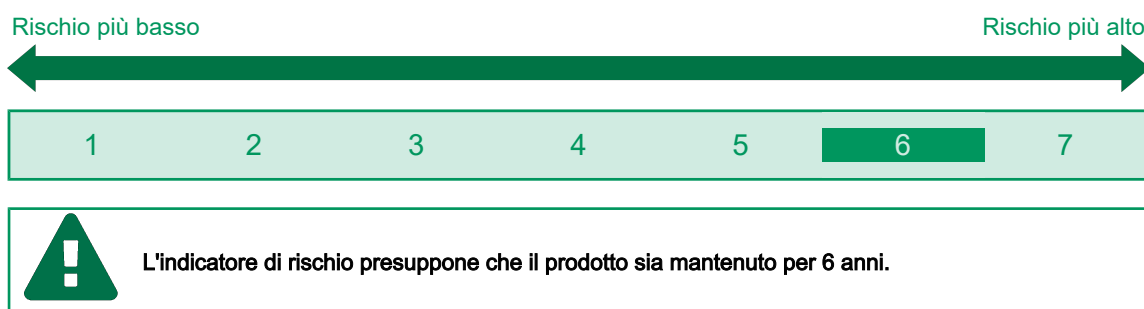 Rischio più basso Rischio più alto
1 2 3 4 5 6 7
L'indicatore di rischio presuppone che il prodotto sia mantenuto per 6 anni.